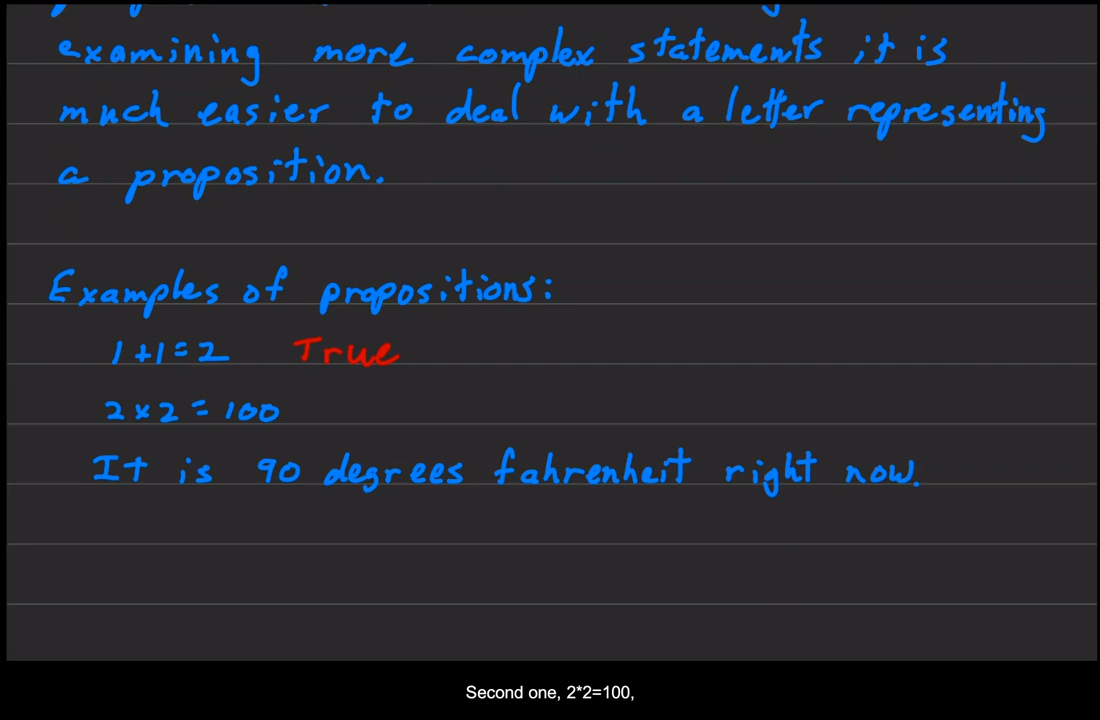 examining more complex statements it is
much easier to deal with a letter representing
a proposition.
Examples of propositions:
1+1=2 True
2×2=100
It is 90 degrees fahrenheit right now.
Second one, 2*2=100,